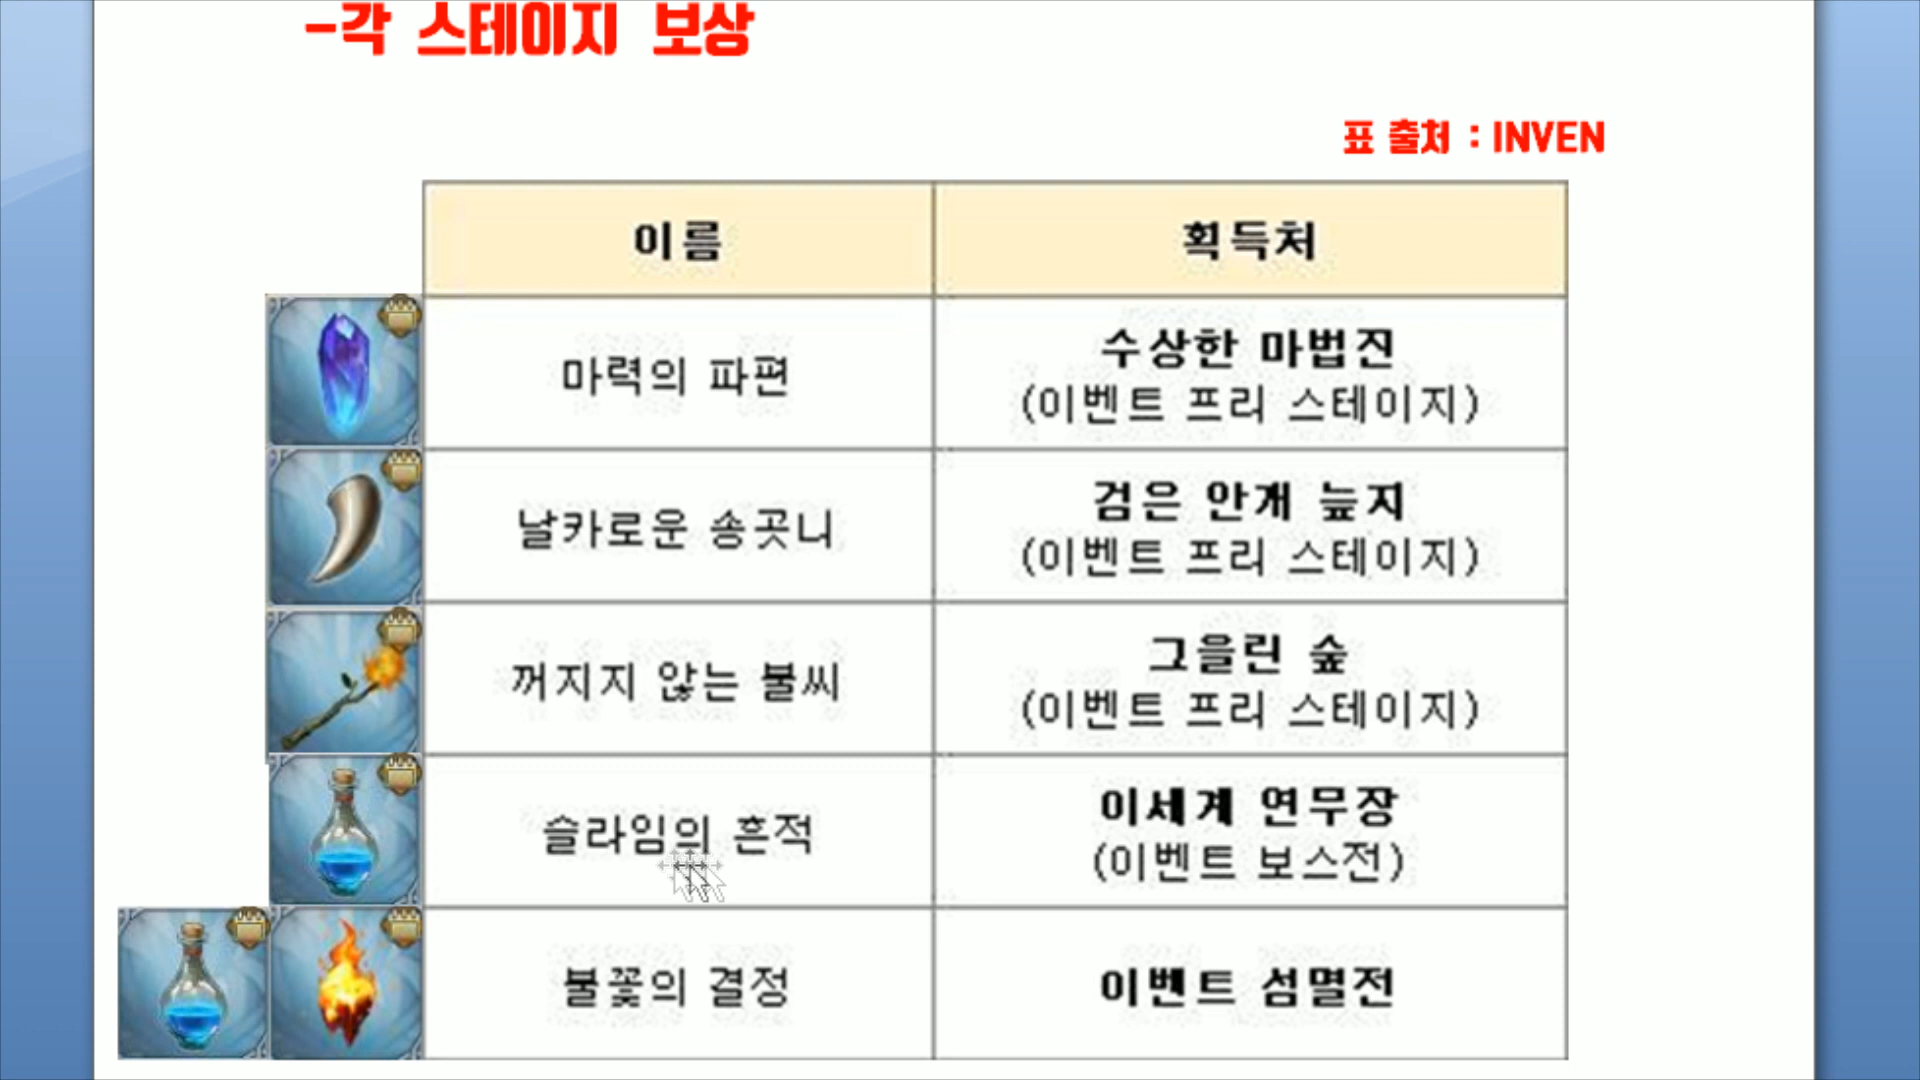 -각 스테이지 보상
표 출처 : INVEN
이름 획득처
마력의 파편
수상한 마법진
(이벤트 프리 스테이지)
날카로운 송곳니
검은 안개 늪지
(이벤트 프리 스테이지)
꺼지지 않는 불씨
그을린 숲
(이벤트 프리 스테이지)
슬라임의 흔적
이세계 연무장
(이벤트 보스전)
불꽃의 결정
이벤트 섬멸전